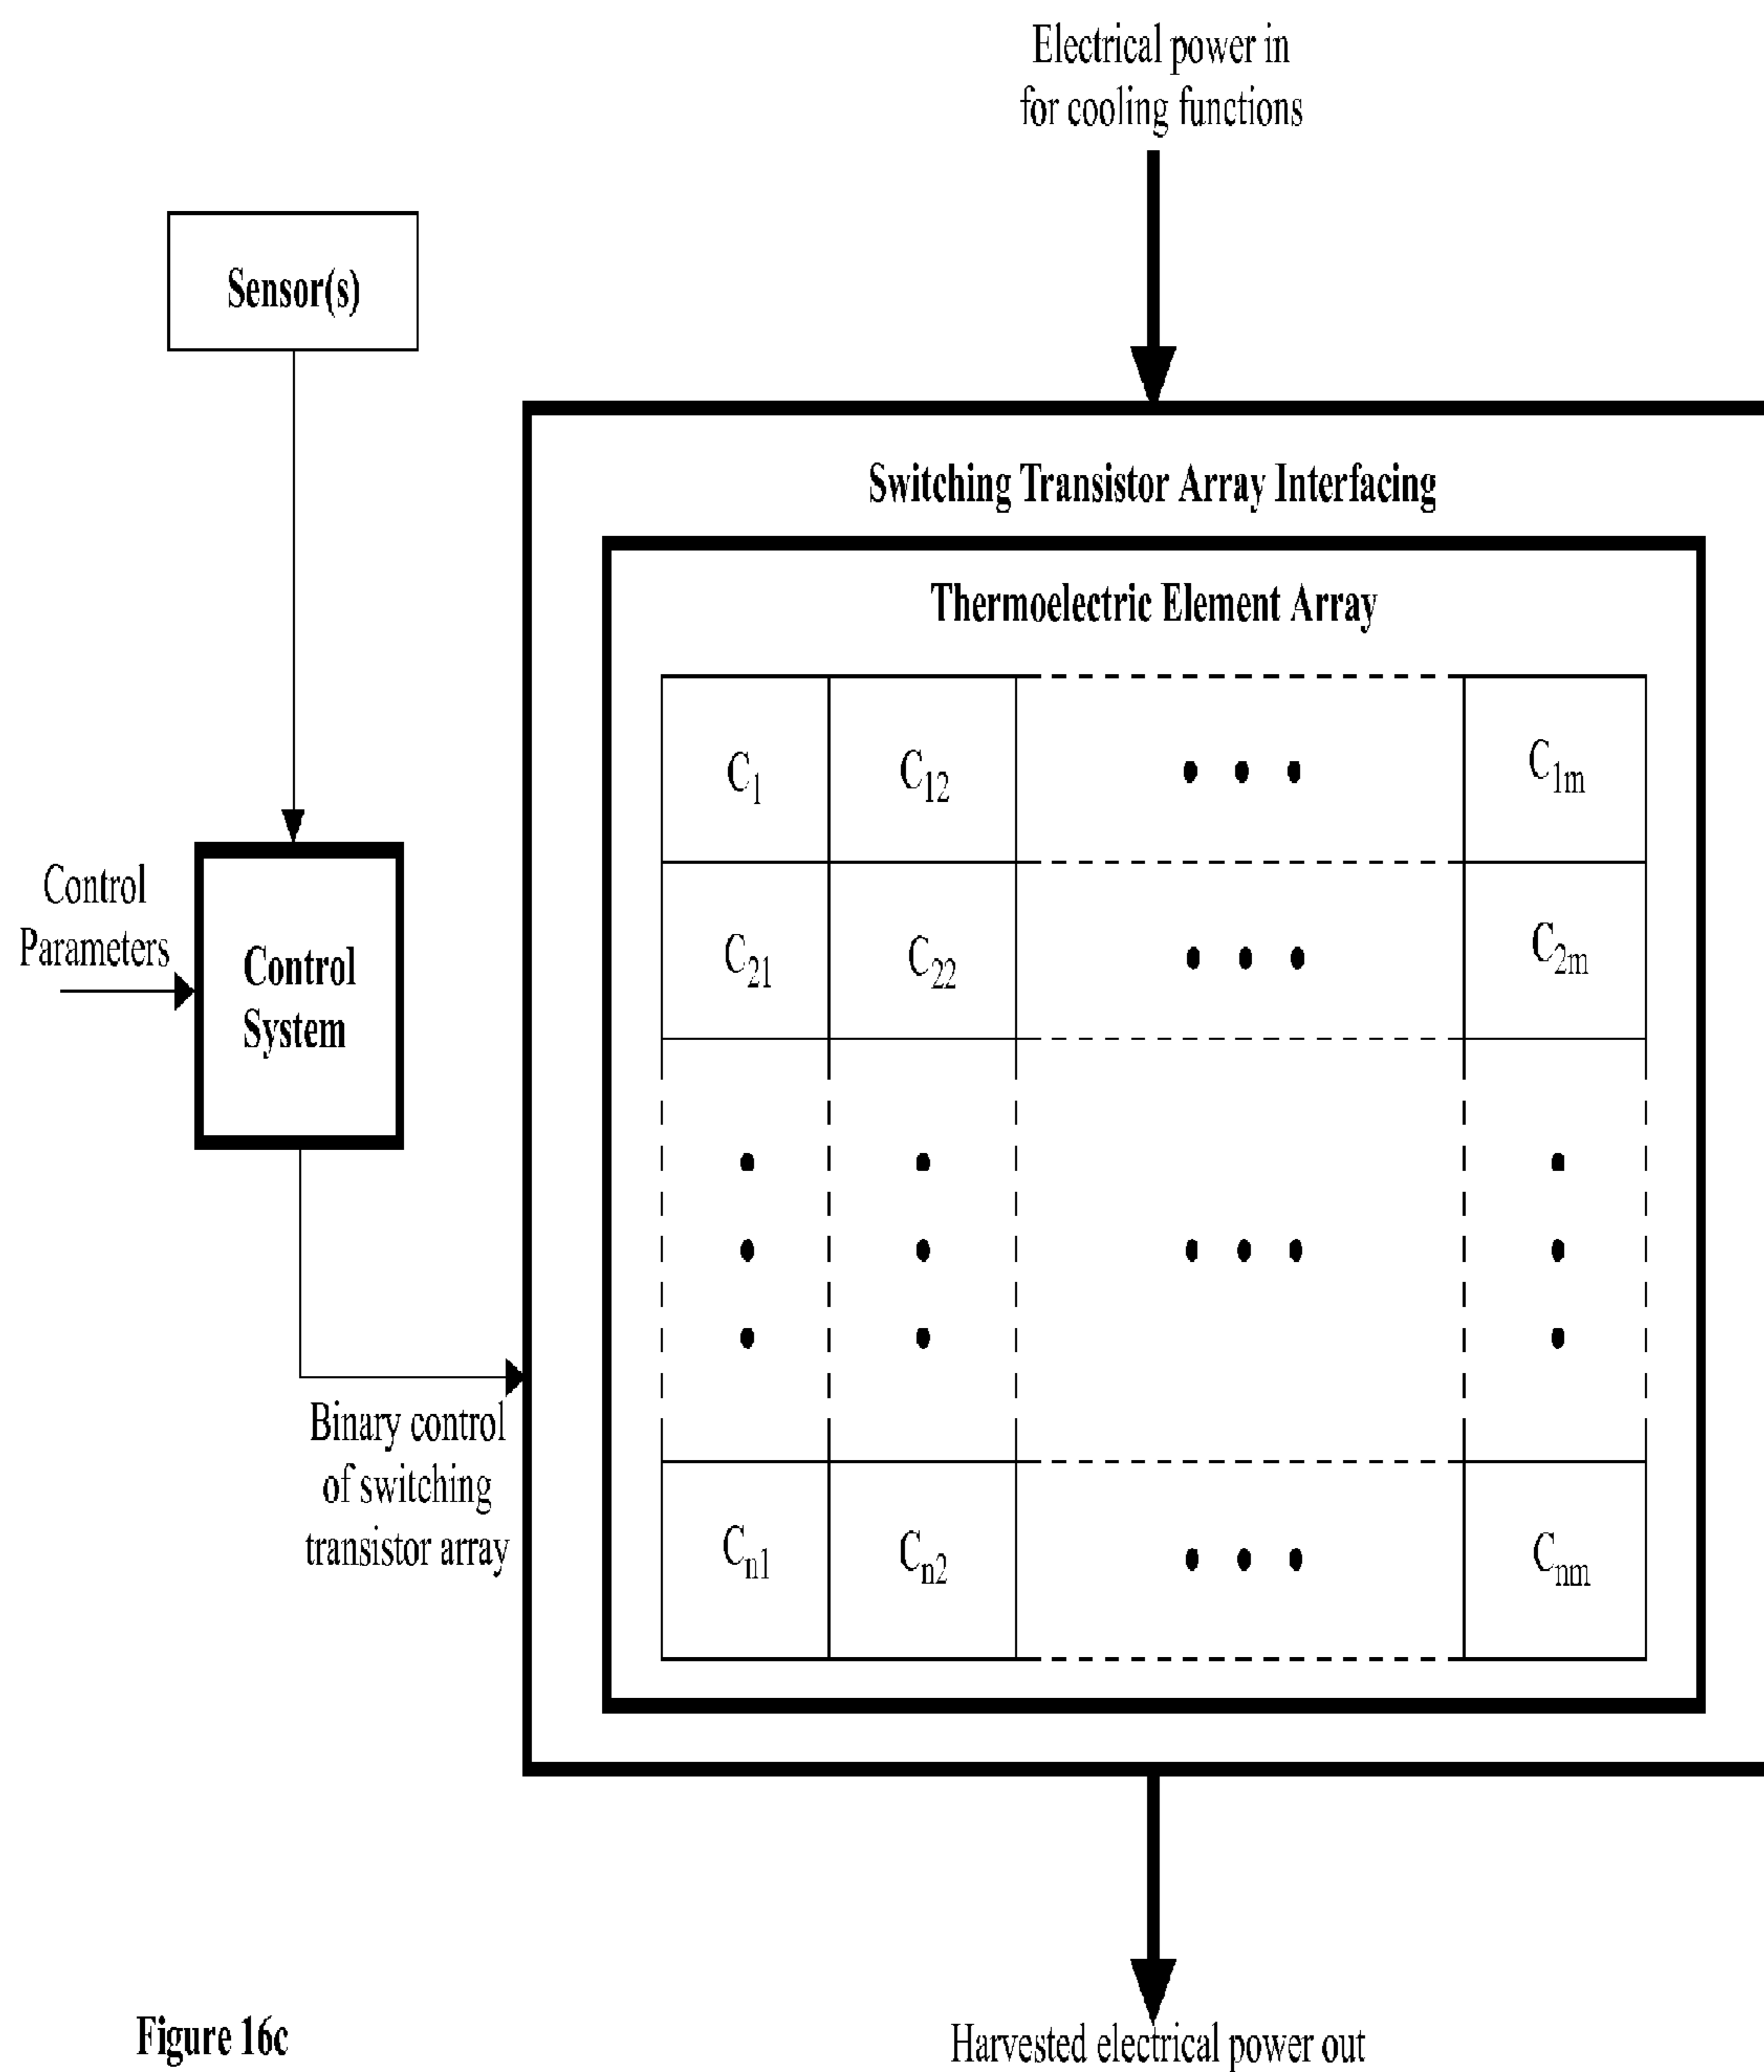 Electrical power in
for cooling functions
Sensor(s)
Switching Transistor Array Interfacing
Thermoelectric Element Array
C1 C12 • • • C1m
Control
Parameters
Control
System
C21 C22 • • • C2m
• • • • • •
Binary control
of switching
transistor array
Cn1 Cn2 • • • Cnm
Figure 16c
Harvested electrical power out